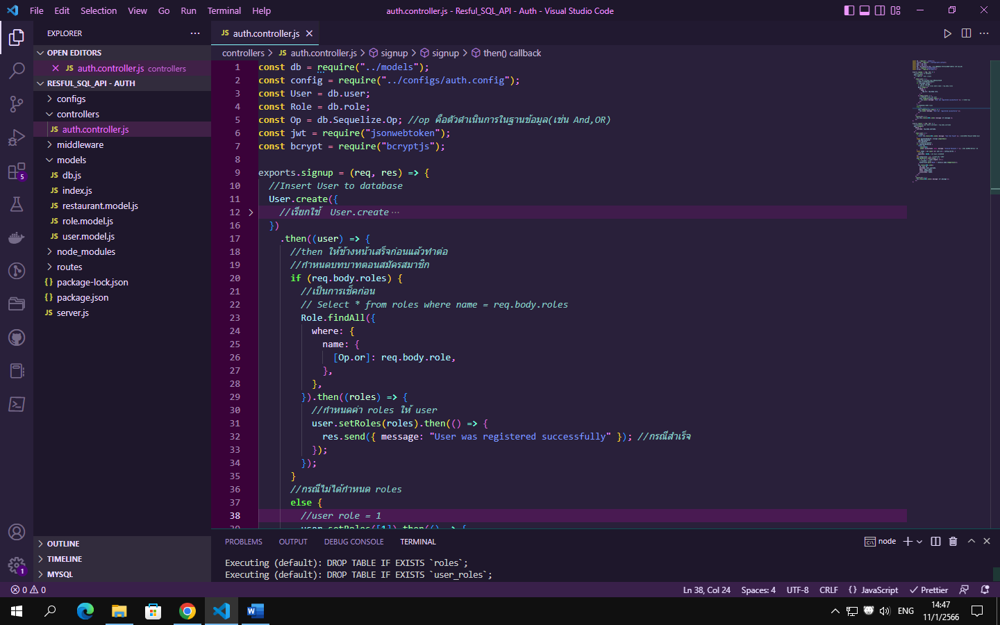 File Edit Selection View Go Run Terminal Help
auth.controller.js - Resful_SQL_API - Auth - Visual Studio Code
EXPLORER
OPEN EDITORS
JS auth.controller.js controllers
RESFUL_SQL_API - AUTH
configs
controllers
JS auth.controller.js
middleware
models
JS db.js
JS index.js
JS restaurant.model.js
JS role.model.js
JS user.model.js
node_modules
routes
{} package-lock.json
{} package.json
JS server.js
OUTLINE
TIMELINE
MYSQL
5
1
JS auth.controller.js
controllers > JS auth.controller.js > signup > signup > then() callback
1 const db = require("../models");
2 const config = require("../configs/auth.config");
3 const User = db.user;
4 const Role = db.role;
5 const Op = db.Sequelize.Op; //op คือตัวดำเนินการในฐานข้อมูล(เช่น And,OR)
6 const jwt = require("jsonwebtoken");
7 const bcrypt = require("bcryptjs");
8
9 exports.signup = (req, res) => {
10 //Insert User to database
11 User.create({
12 //เรียกใช้ User.create ···
16 })
17 .then((user) => {
18 //then ให้ข้างหน้าเสร็จก่อนแล้วทำต่อ
19 //กำหนดบทบาทตอนสมัครสมาชิก
20 if (req.body.roles) {
21 //เป็นการเช็คก่อน
22 // Select * from roles where name = req.body.roles
23 Role.findAll({
24 where: {
25 name: {
26 [Op.or]: req.body.role,
27 },
28 },
29 }).then((roles) => {
30 //กำหนดค่า roles ให้ user
31 user.setRoles(roles).then(() => {
32 res.send({ message: "User was registered successfully" }); //กรณีสำเร็จ
33 });
34 });
35 }
36 //กรณีไม่ได้กำหนด roles
37 else {
38 //user role = 1
39 user.setRoles([1]).then(() => {
PROBLEMS OUTPUT DEBUG CONSOLE TERMINAL
node
Executing (default): DROP TABLE IF EXISTS `roles`;
Executing (default): DROP TABLE IF EXISTS `user_roles`;
0 0
Ln 38, Col 24 Spaces: 4 UTF-8 CRLF {} JavaScript Prettier
ENG
14:47
11/1/2566